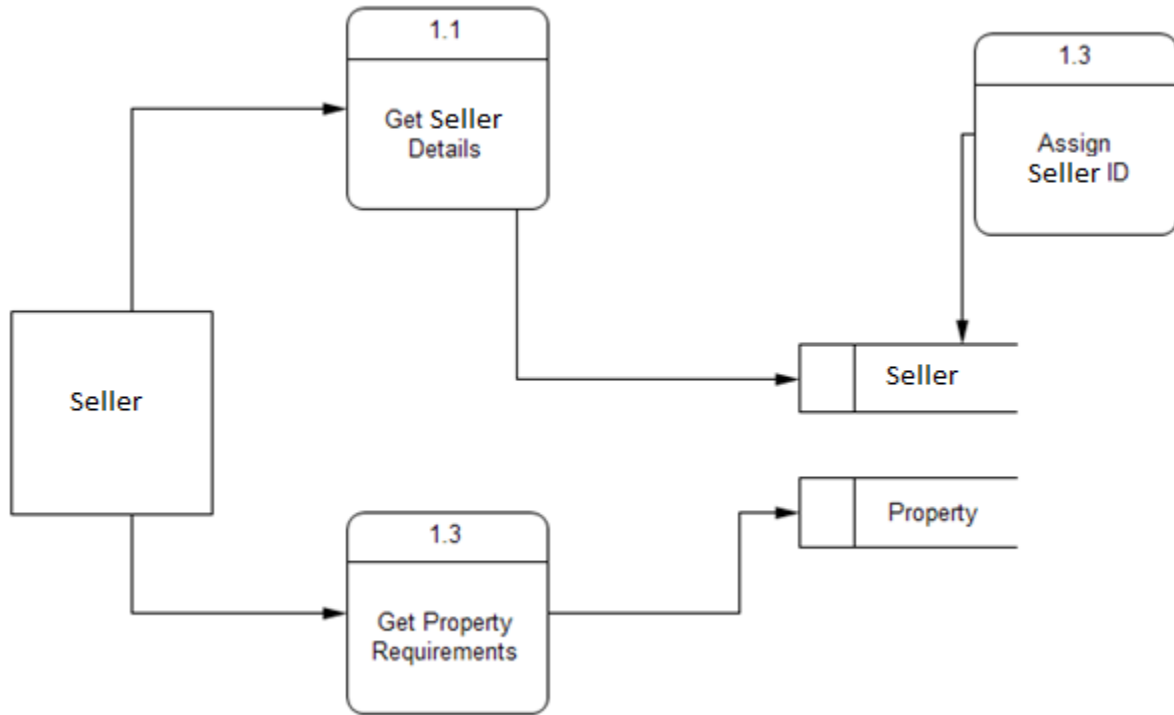 1.1
Get Seller
Details
1.3
Assign
Seller ID
Seller
Seller
Property
1.3
Get Property
Requirements